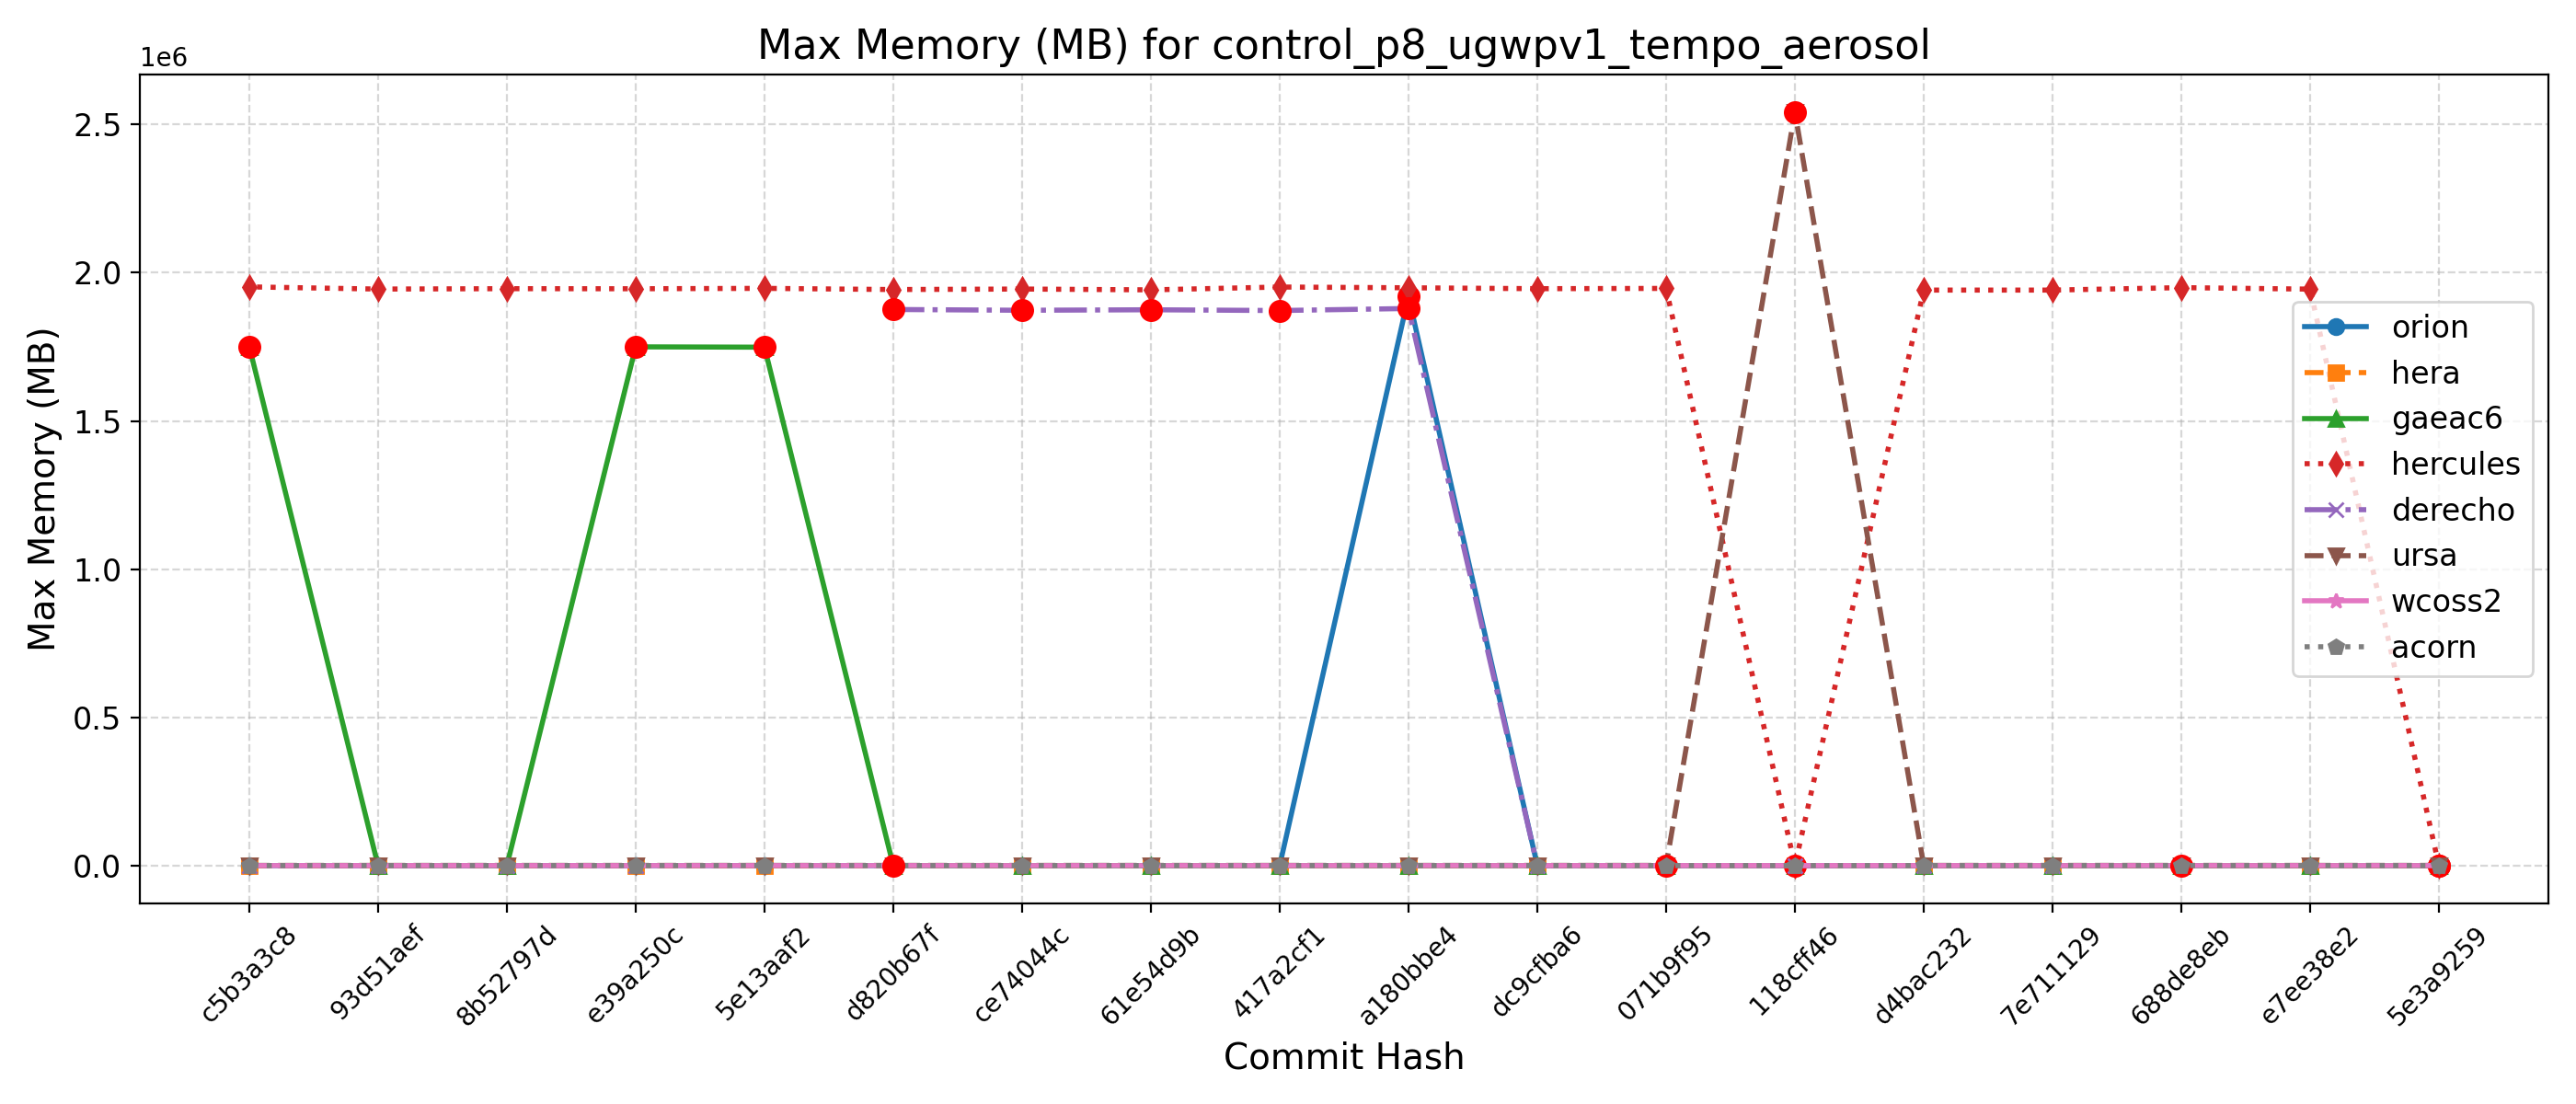 Max Memory (MB) for control_p8_ugwpv1_tempo_aerosol
1e6
2.5
2.0
1.5
1.0
0.5
0.0
Max Memory (MB)
orion
hera
gaeac6
hercules
derecho
ursa
wcoss2
acorn
c5b3a3c8
93d51aef
8b52797d
e39a250c
5e13aaf2
d820b67f
ce74044c
61e54d9b
417a2cf1
a180bbe4
dc9cfba6
071b9f95
118cff46
d4bac232
7e711129
688de8eb
e7ee38e2
5e3a9259
Commit Hash